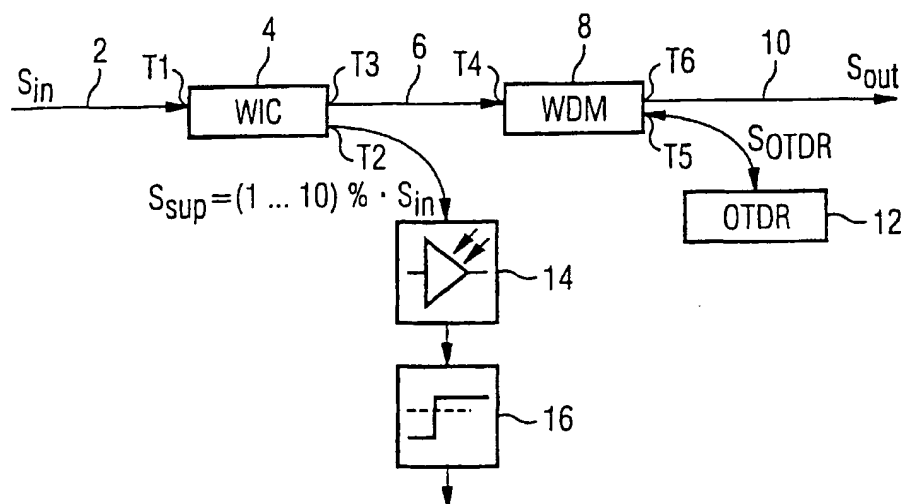 2
4
6
8
10
S_in
T1
WIC
T3
T4
WDM
T6
S_out
T2
T5
S_OTDR
S_sup = (1 ... 10) % · S_in
OTDR
12
14
16